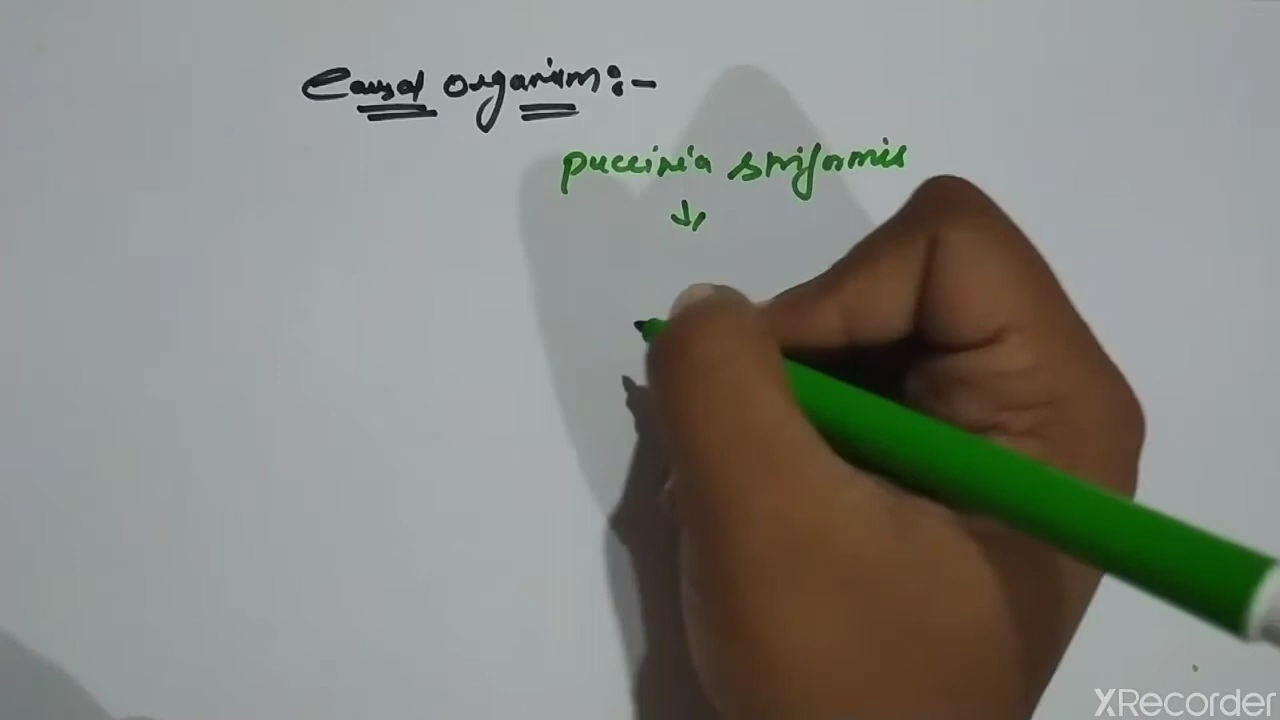 Causal organism:-
puccinia striformis
↓
XRecorder